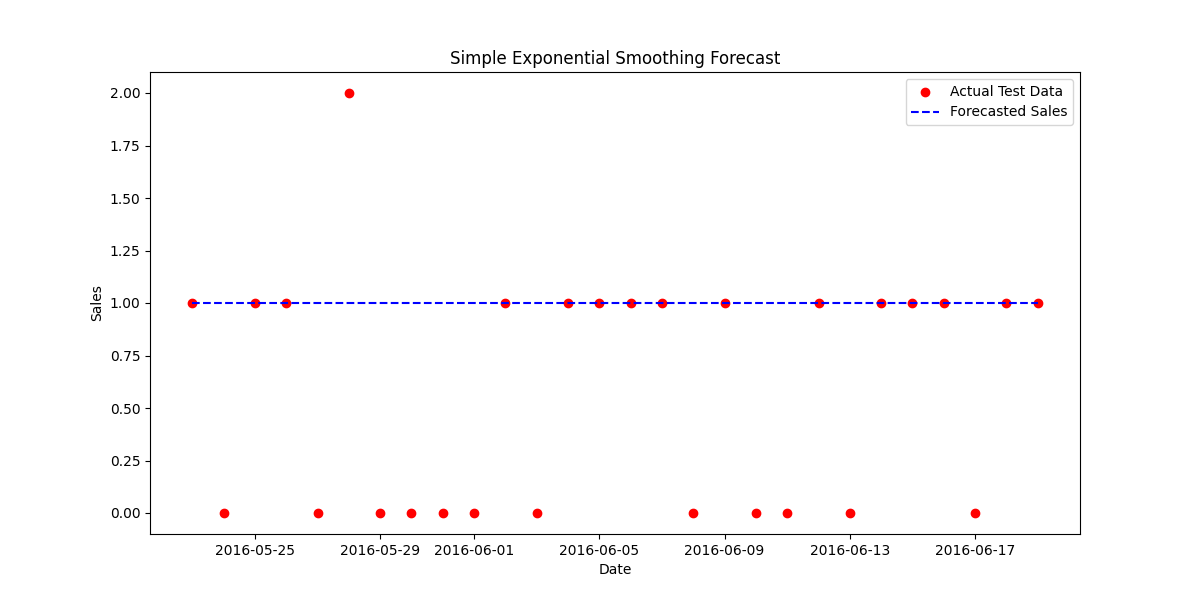 Simple Exponential Smoothing Forecast
Actual Test Data
Forecasted Sales
2.00
1.75
1.50
1.25
1.00
0.75
0.50
0.25
0.00
Sales
2016-05-25 2016-05-29 2016-06-01 2016-06-05 2016-06-09 2016-06-13 2016-06-17
Date